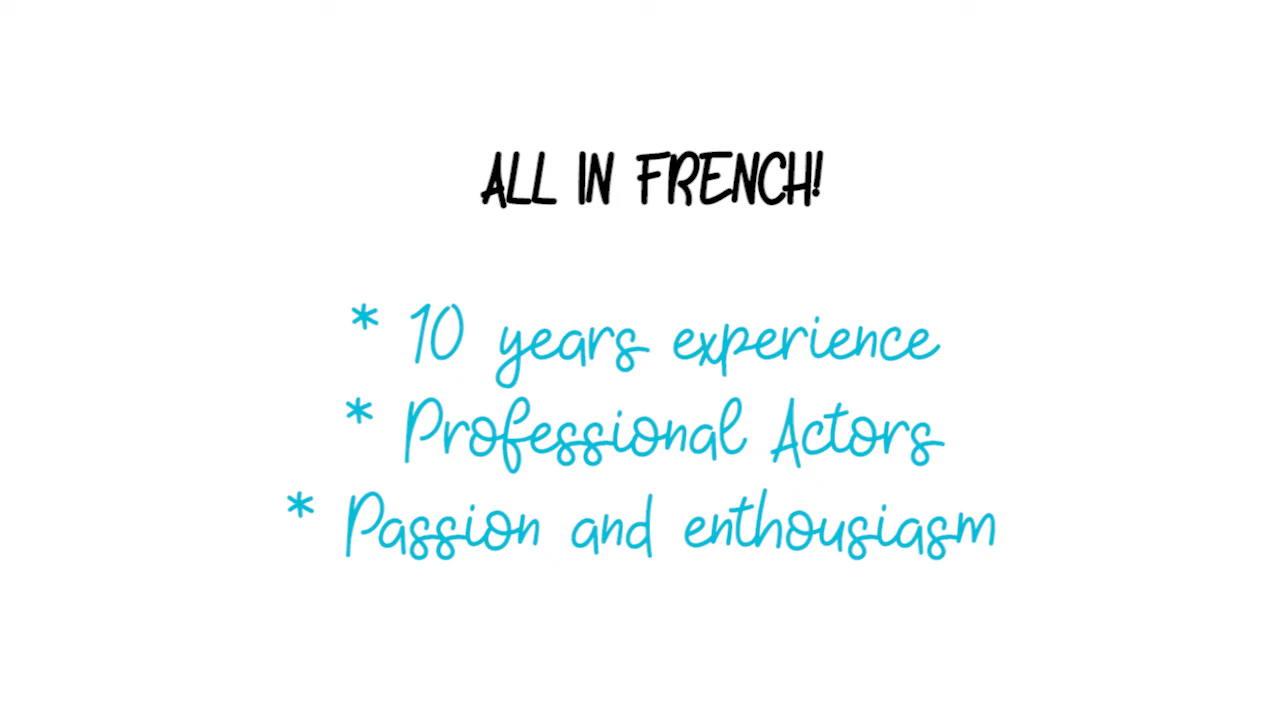 ALL IN FRENCH!
* 10 years experience
* Professional Actors
* Passion and enthousiasm